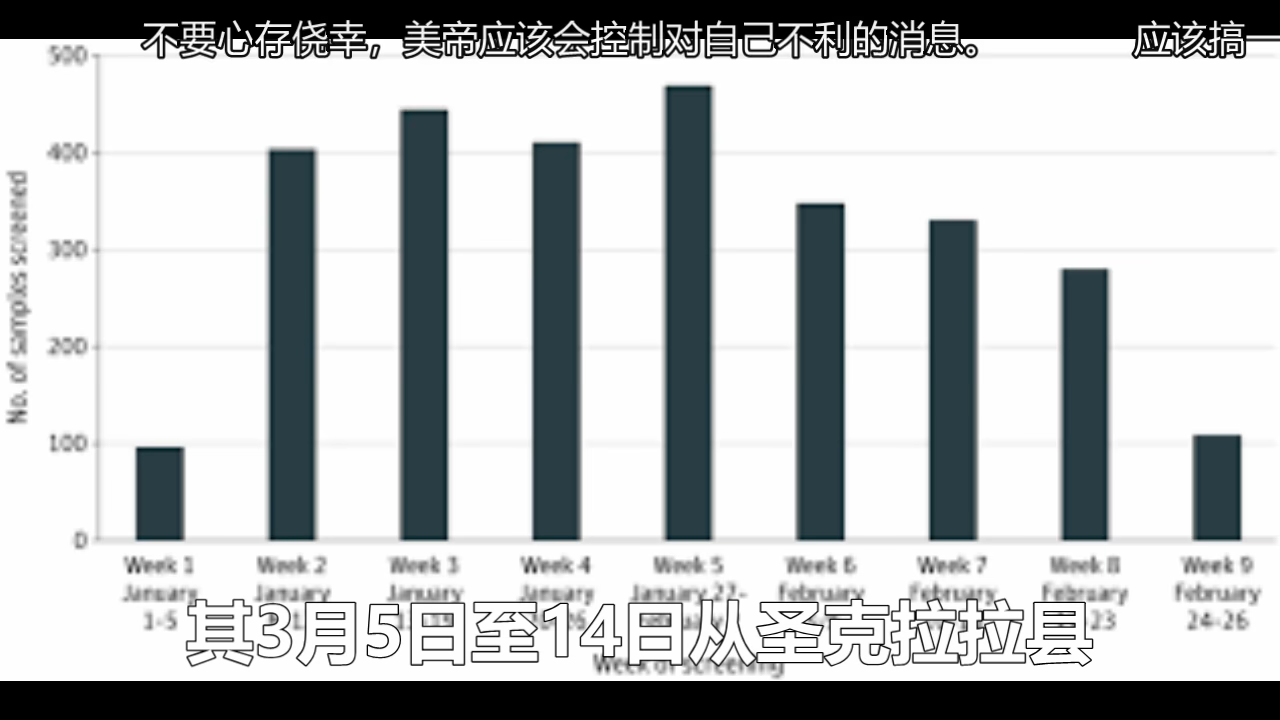 不要心存侥幸，美帝应该会控制对自己不利的消息。 应该搞一
500
400
300
200
100
0
No. of samples screened
Week 1 Week 2 Week 3 Week 4 Week 5 Week 6 Week 7 Week 8 Week 9
January January January January January 27- February February February February
1-5 24-26
其3月5日至14日从圣克拉拉县
Week of screening